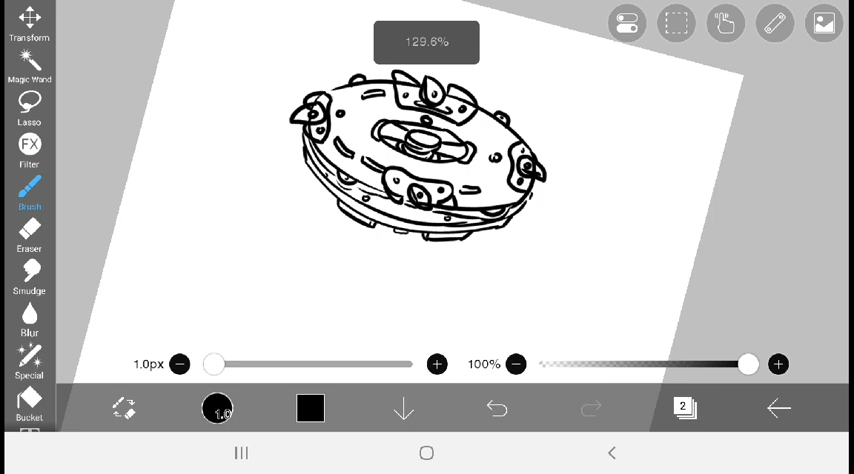 Transform
129.6%
Magic Wand
Lasso
FX
Filter
Brush
Eraser
Smudge
Blur
1.0px
100%
Special
1.0
2
Bucket